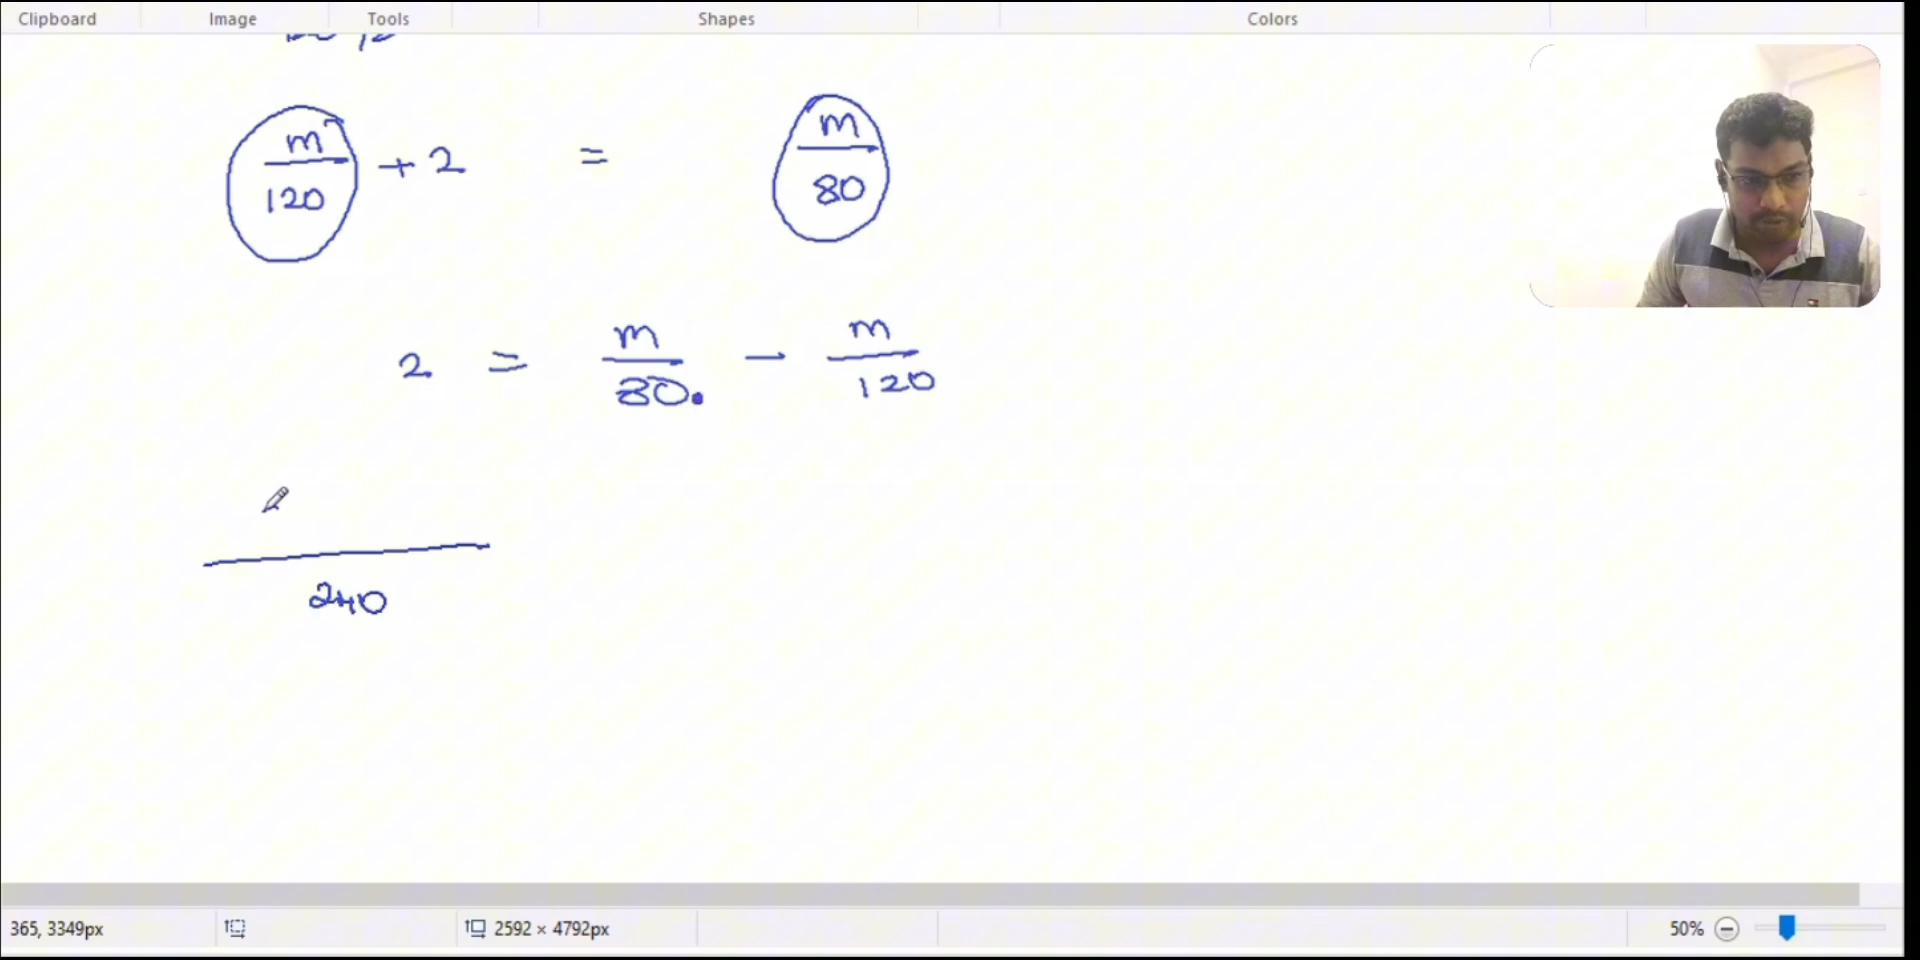 Clipboard Image Tools Shapes Colors
m/120 + 2 = m/80
2 = m/80. - m/120
240
365, 3349px 2592 × 4792px 50%